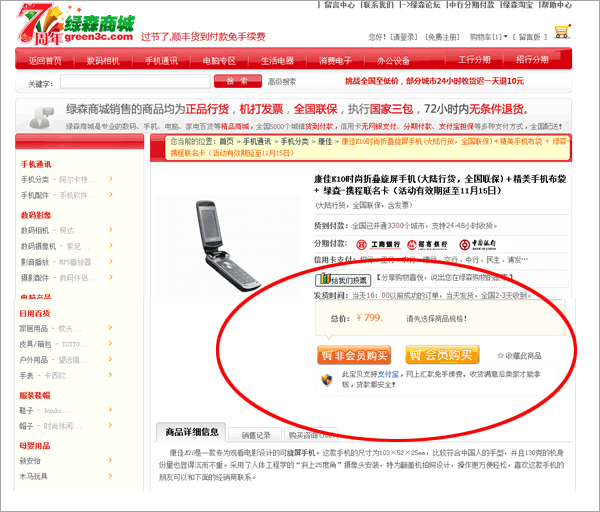 | 留言中心 | 联系我们 |->绿森论坛 | 中行分期付款 | 绿森淘宝 | 帮助中心
7周年 绿森商城
green3c.com
过节了,顺丰货到付款免手续费
您好! [请登录] [免费注册] 购物车[1] [ 留言版 ]
返回首页 数码相机 手机通讯 电脑专区 生活电器 消费电子 办公设备 工行分期 招行分期
关键字: 搜 索 高级搜索 挑战全国至低价，部分城市24小时收货迟一天退10元
绿森商城销售的商品均为正品行货，机打发票，全国联保，执行国家三包，72小时内无条件退货。
绿森商城是专业的数码、手机、电脑、家电百货等精品商城，全国5000个城镇货到付款，信用卡无网额支付、分期付款、支付宝担保等多种支付方式，全国配送!
您当前的位置: 首页 » 手机通讯 » 手机分类 » 康佳 » 康佳K10时尚折叠旋屏手机(大陆行货，全国联保)＋精美手机布袋 ＋ 绿森-
携程联名卡（活动有效期延至11月15日）
手机通讯
手机分类 - 阿尔卡特...
手机配件 - 手机软件...
数码影像
数码相机 - 柯达...
数码摄像机 - 索尼...
影音播放 - MP5播放器...
摄影配件 - 数码伴侣...
电脑产品
日用百货
家居用品 - 枕头...
皮具/箱包 - TOTTO...
户外用品 - 望远镜...
手表 - 卡西欧...
服装鞋帽
鞋子
帽子 - 时尚休闲...
母婴用品
新安怡
木马玩具
康佳K10时尚折叠旋屏手机(大陆行货，全国联保)＋精美手机布袋
＋ 绿森-携程联名卡（活动有效期延至11月15日）
(大陆行货，全国联保，含发票)
货到付款: 全国已开通3300个城市，支持24-48小时收货。
分期付款: 工商银行 招商银行 中国银行
信用卡支付: 招行、工行、农行、建行、交行、中行、民生、浦发…
给我们投票 【分享购物喜悦，说出您在绿森购物的故事】
发货时间: 当天16：00以前成功的订单，当天发货，全国2-3天收到。
总价: ￥799. 请先选择商品规格!
非会员购买 会员购买 ☆收藏此商品
此宝贝支持支付宝，网上汇款免手续费。收货满意后卖家才能拿
钱，货款都安全!
商品详细信息 销售记录 购买咨询
康佳K10是一款专为观看电影设计的可旋屏手机。这款手机的尺寸为103×52×25mm，比较符合中国人的手型，并且130克的机身
份量也显得沉而不重。采用了人体工程学的“将上25度角”摄像头安装，特为翻盖机拍照设计，操作更方便轻松，喜欢这款手机的
朋友可以和下面的经销商联系。